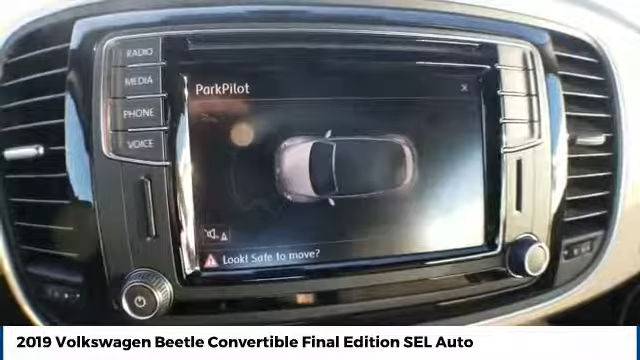 RADIO
MEDIA
PHONE
VOICE
ParkPilot
Look! Safe to move?
2019 Volkswagen Beetle Convertible Final Edition SEL Auto